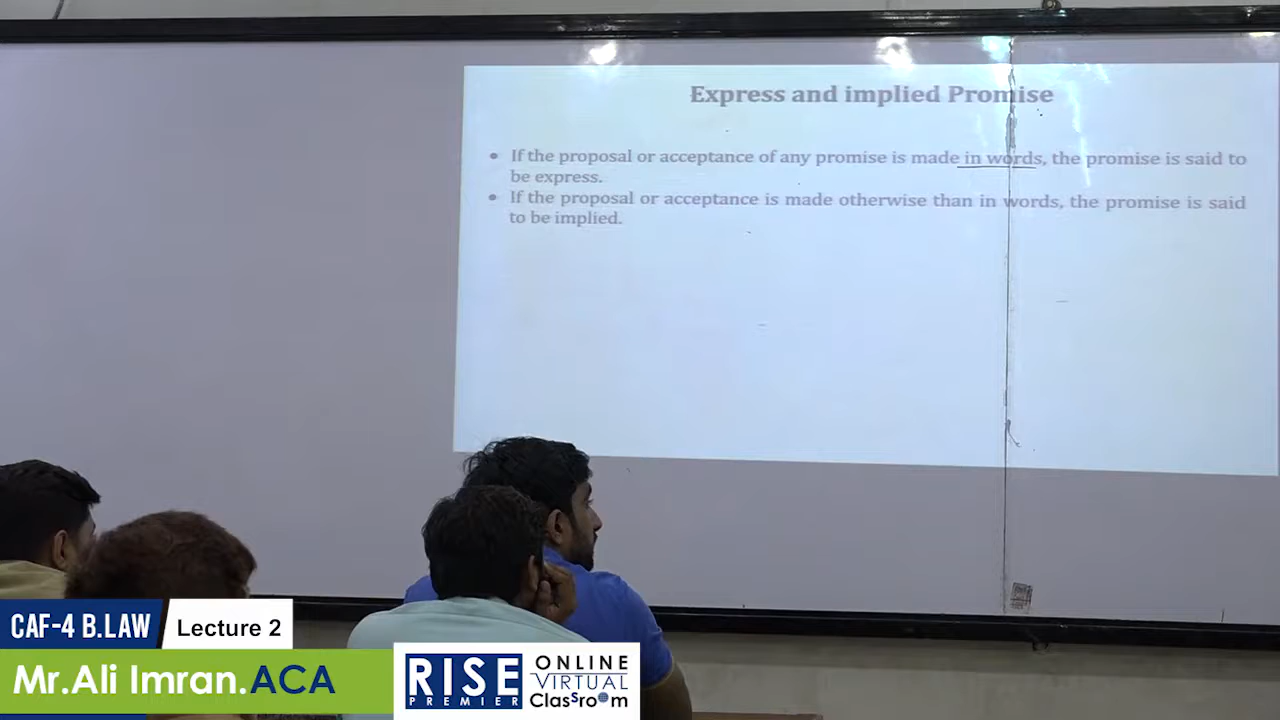 Express and implied Promise
• If the proposal or acceptance of any promise is made in words, the promise is said to
be express.
• If the proposal or acceptance is made otherwise than in words, the promise is said
to be implied.
CAF-4 B.LAW
Lecture 2
Mr.Ali Imran.ACA
RISE
PREMIER
ONLINE
VIRTUAL
Classroom